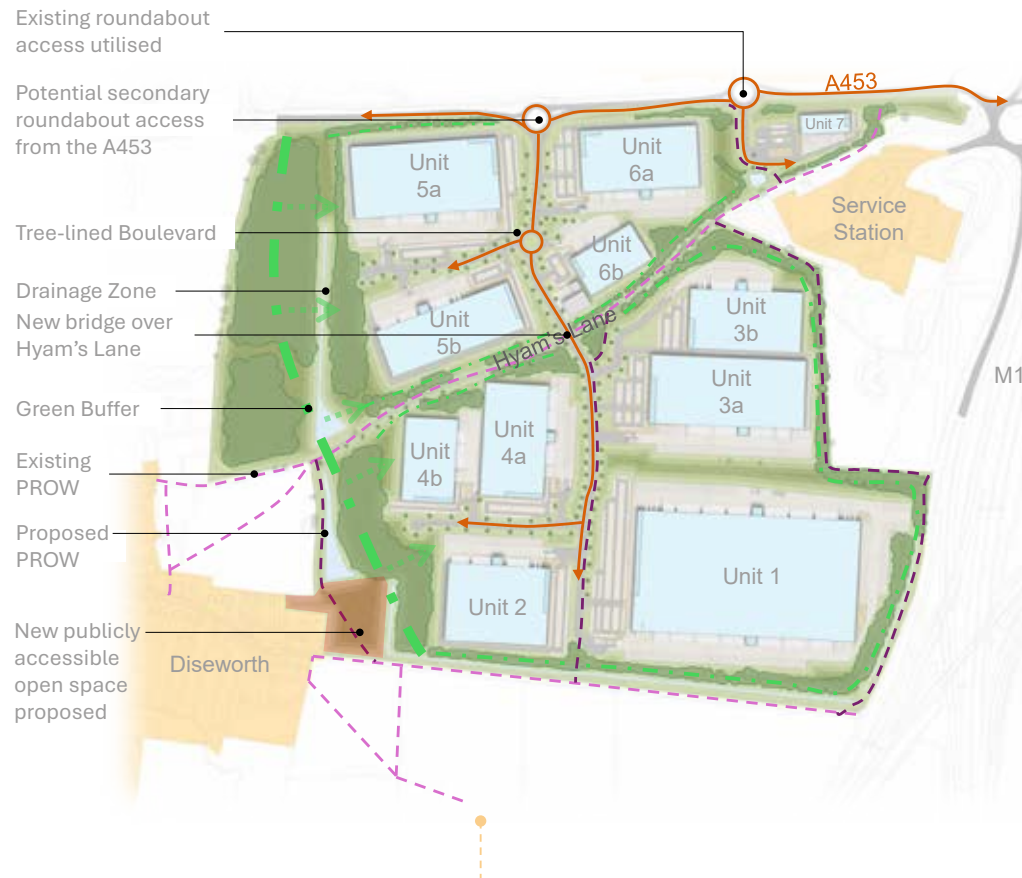 Existing roundabout
access utilised
A453
Potential secondary
roundabout access
from the A453
Unit 7
Unit
5a
Unit
6a
Service
Station
Tree-lined Boulevard
Unit
6b
Drainage Zone
Unit
3b
New bridge over
Hyam's Lane
Unit
5b
Hyam's Lane
M1
Unit
3a
Green Buffer
Unit
4a
Unit
4b
Existing
PROW
Proposed
PROW
Unit 1
Unit 2
New publicly
accessible
open space
proposed
Diseworth